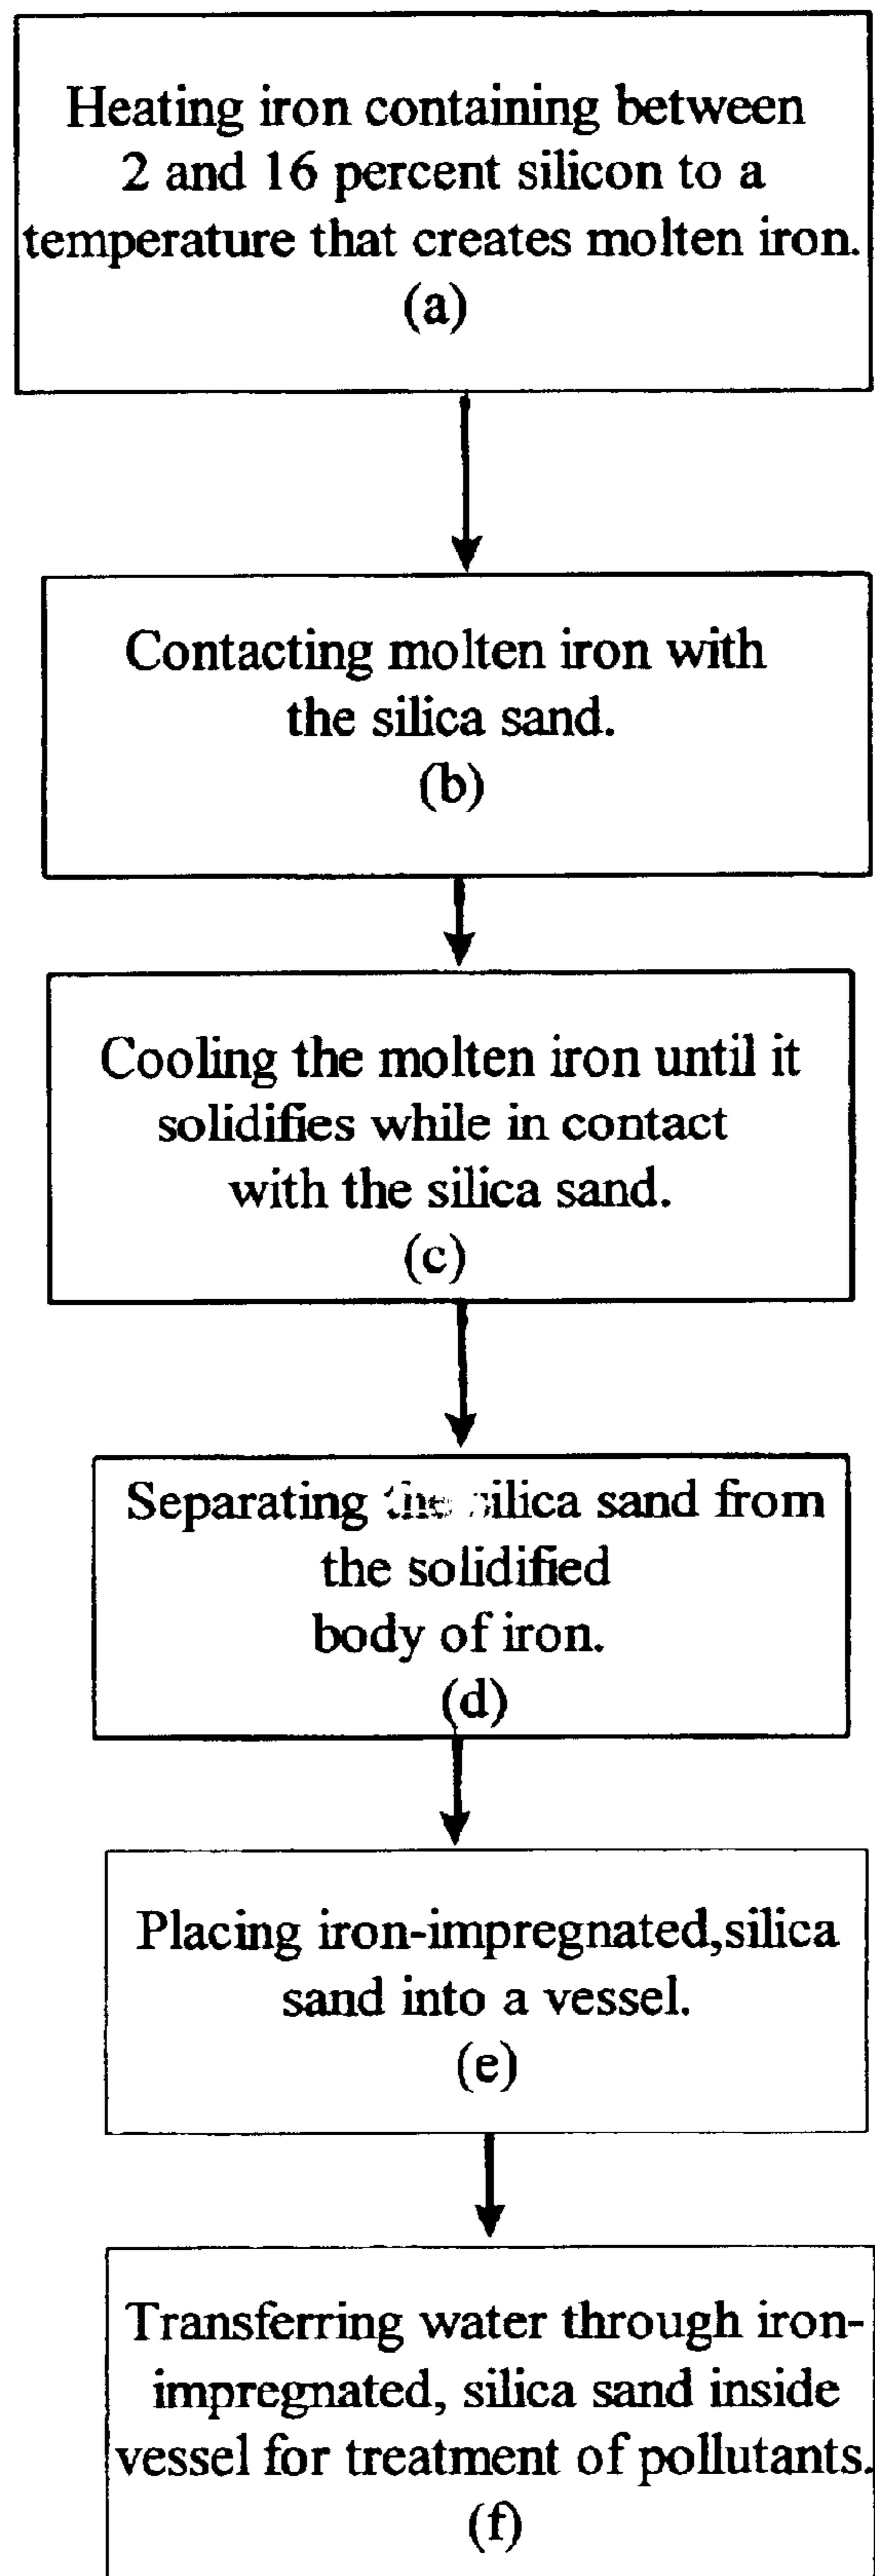 Heating iron containing between
2 and 16 percent silicon to a
temperature that creates molten iron.
(a)
Contacting molten iron with
the silica sand.
(b)
Cooling the molten iron until it
solidifies while in contact
with the silica sand.
(c)
Separating the silica sand from
the solidified
body of iron.
(d)
Placing iron-impregnated,silica
sand into a vessel.
(e)
Transferring water through iron-
impregnated, silica sand inside
vessel for treatment of pollutants.
(f)